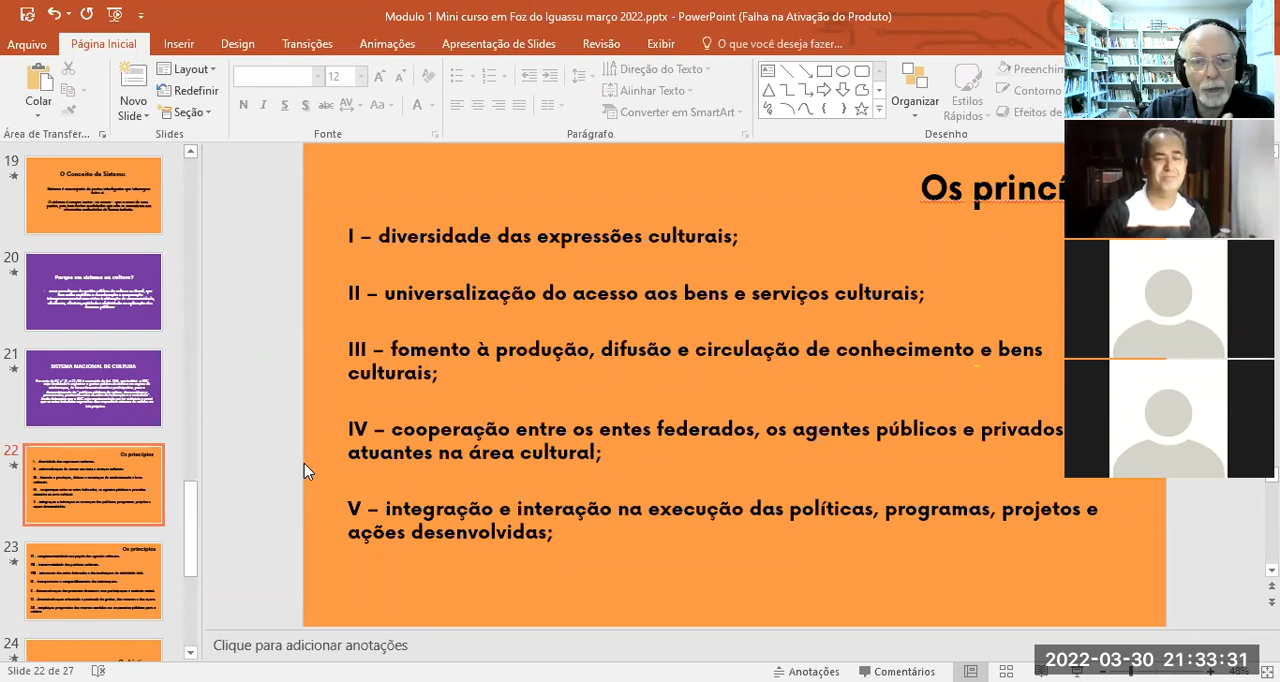 Modulo 1 Mini curso em Foz do Iguassu março 2022.pptx - PowerPoint (Falha na Ativação do Produto)
Arquivo
Página Inicial
Inserir
Design
Transições
Animações
Apresentação de Slides
Revisão
Exibir
O que você deseja fazer...
Colar
Novo
Slide
Layout
Redefinir
Seção
12
N I S S abc AV Aa A
Direção do Texto
Alinhar Texto
Converter em SmartArt
Organizar
Estilos
Rápidos
Preenchim
Contorno
Efeitos de
Área de Transfer...
Slides
Fonte
Parágrafo
Desenho
19
O Conceito de Sistema
20
Porque um sistema na cultura?
21
SISTEMA NACIONAL DE CULTURA
22
Os princípios
23
Os princípios
24
Os princí
I – diversidade das expressões culturais;
II – universalização do acesso aos bens e serviços culturais;
III – fomento à produção, difusão e circulação de conhecimento e bens
culturais;
IV – cooperação entre os entes federados, os agentes públicos e privados
atuantes na área cultural;
V – integração e interação na execução das políticas, programas, projetos e
ações desenvolvidas;
Clique para adicionar anotações
Slide 22 de 27
Anotações
Comentários
2022-03-30 21:33:31
48%